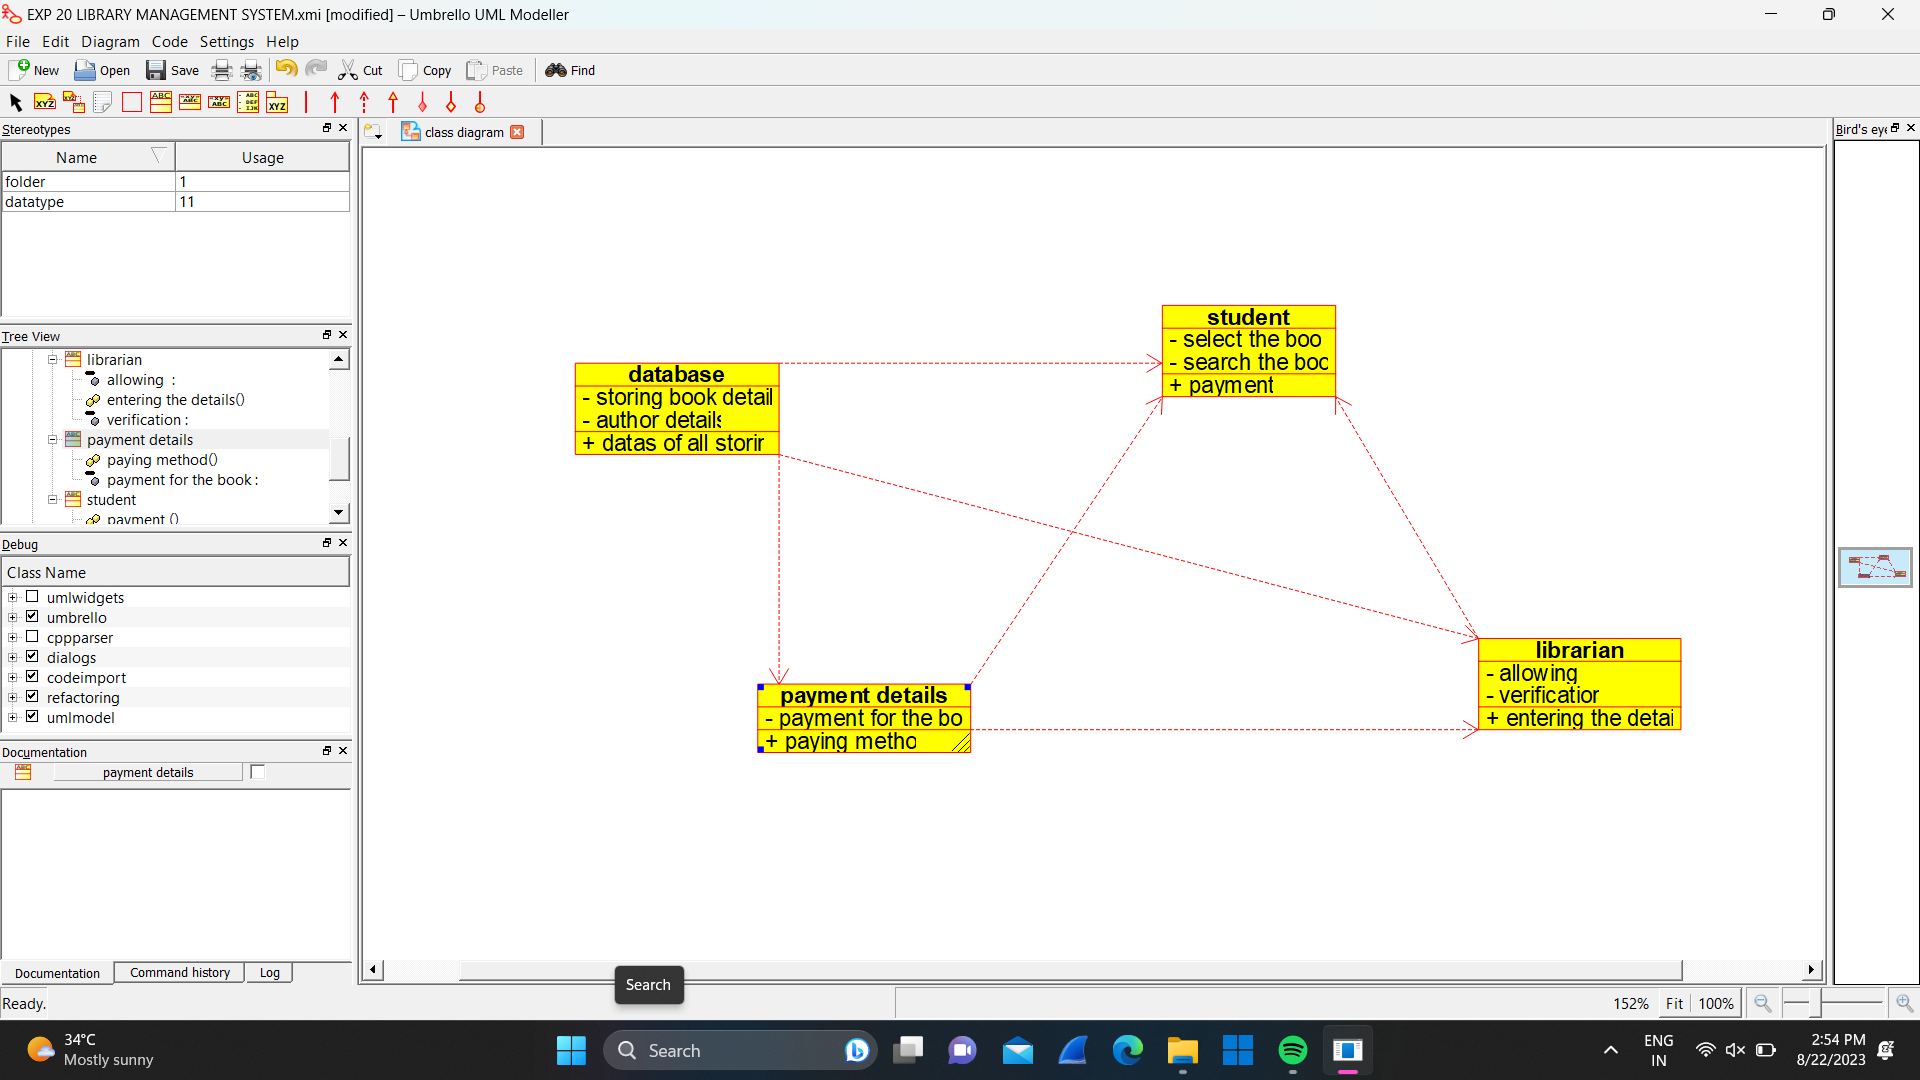 EXP 20 LIBRARY MANAGEMENT SYSTEM.xmi [modified] – Umbrello UML Modeller
File Edit Diagram Code Settings Help
New Open Save Cut Copy Paste Find
Stereotypes
Name Usage
folder 1
datatype 11
Tree View
librarian
allowing :
entering the details()
verification :
payment details
paying method()
payment for the book :
student
payment ()
Debug
Class Name
umlwidgets
umbrello
cppparser
dialogs
codeimport
refactoring
umlmodel
Documentation
payment details
Documentation Command history Log
Ready.
class diagram
database
- storing book detail
- author details
+ datas of all storir
student
- select the boo
- search the boc
+ payment
payment details
- payment for the bo
+ paying metho
librarian
- allowing
- verificatior
+ entering the detai
Bird's eye
Search
152% Fit 100%
34°C
Mostly sunny
Search
ENG
IN
2:54 PM
8/22/2023